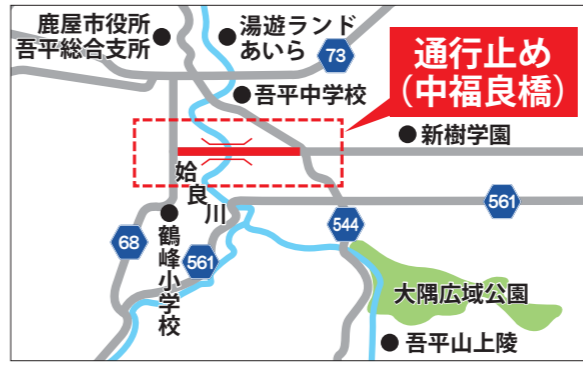 鹿屋市役所
吾平総合支所
湯遊ランド
あいら
73
通行止め
（中福良橋）
吾平中学校
新樹学園
姶良川
68
鶴峰小学校
561
544
561
大隅広域公園
吾平山上陵